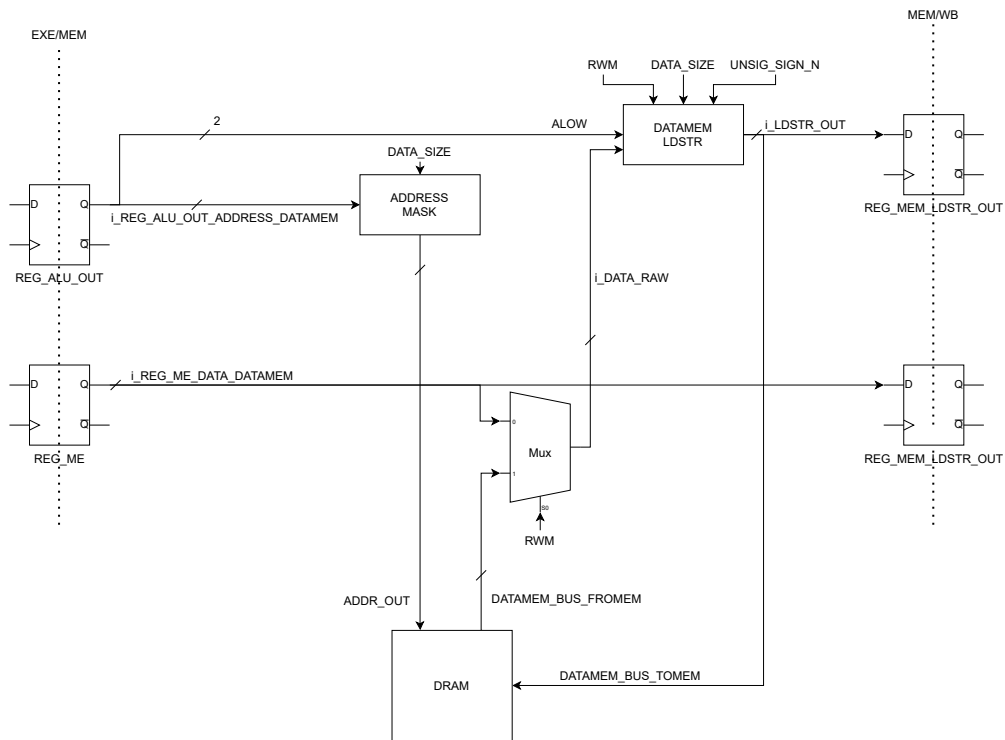 MEM/WB
EXE/MEM
RWM
DATA_SIZE
UNSIG_SIGN_N
2
ALOW
DATAMEM
LDSTR
i_LDSTR_OUT
D
Q
Q
REG_MEM_LDSTR_OUT
DATA_SIZE
ADDRESS
MASK
D
Q
i_REG_ALU_OUT_ADDRESS_DATAMEM
Q
REG_ALU_OUT
i_DATA_RAW
i_REG_ME_DATA_DATAMEM
D
Q
Q
REG_ME
D
Q
Q
REG_MEM_LDSTR_OUT
0
Mux
1
S0
RWM
ADDR_OUT
DATAMEM_BUS_FROMEM
DRAM
DATAMEM_BUS_TOMEM